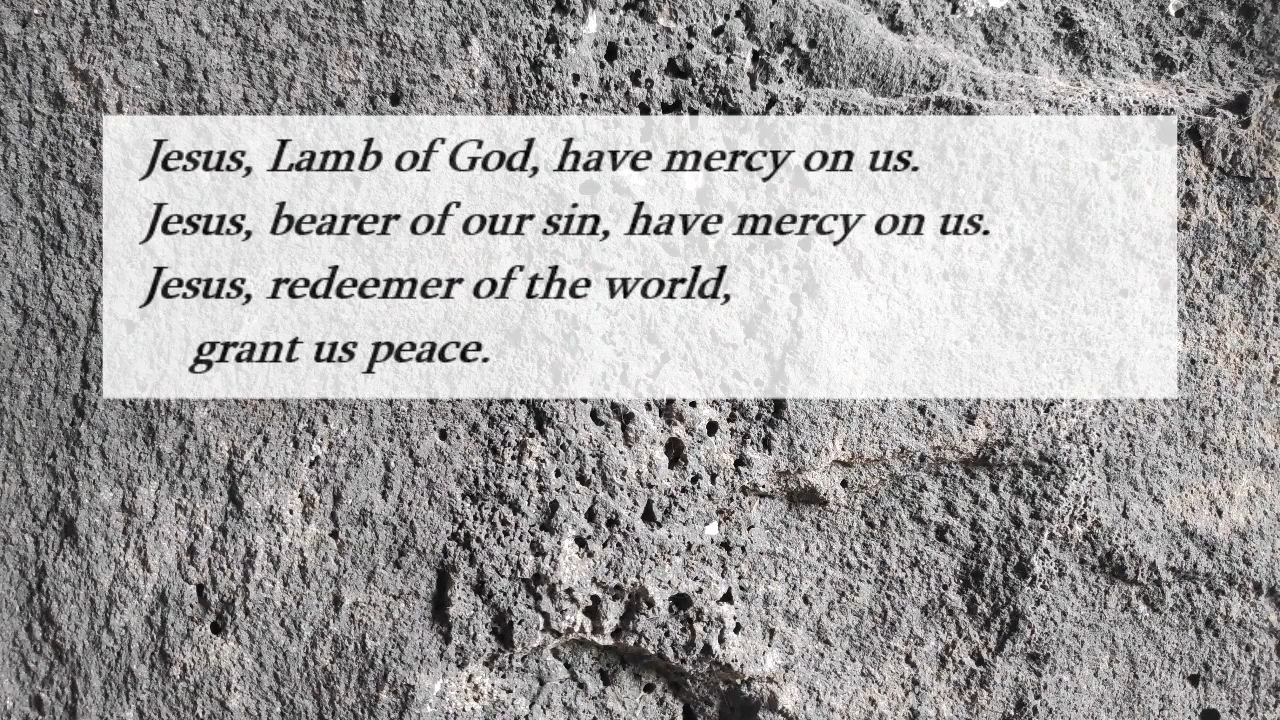 Jesus, Lamb of God, have mercy on us.
Jesus, bearer of our sin, have mercy on us.
Jesus, redeemer of the world,
grant us peace.